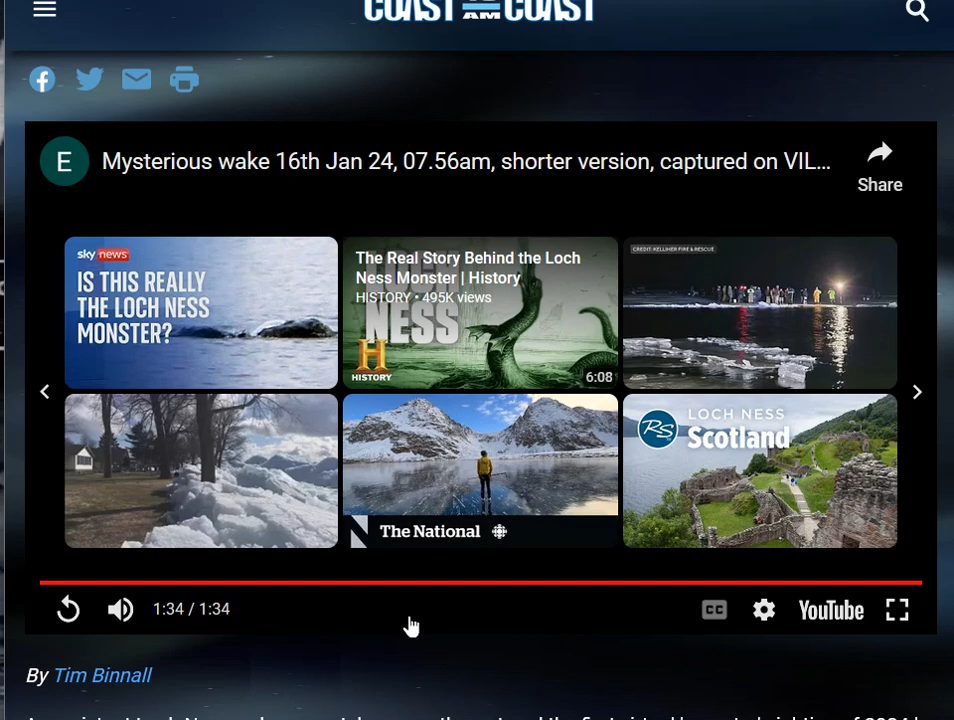 COAST AM COAST
E
Mysterious wake 16th Jan 24, 07.56am, shorter version, captured on VIL...
Share
sky news
IS THIS REALLY
THE LOCH NESS
MONSTER?
The Real Story Behind the Loch
Ness Monster | History
HISTORY • 495K views
NESS
H
HISTORY
6:08
CREDIT: KELLIHER FIRE & RESCUE
The National
RS
LOCH NESS
Scotland
1:34 / 1:34
CC
YouTube
By Tim Binnall